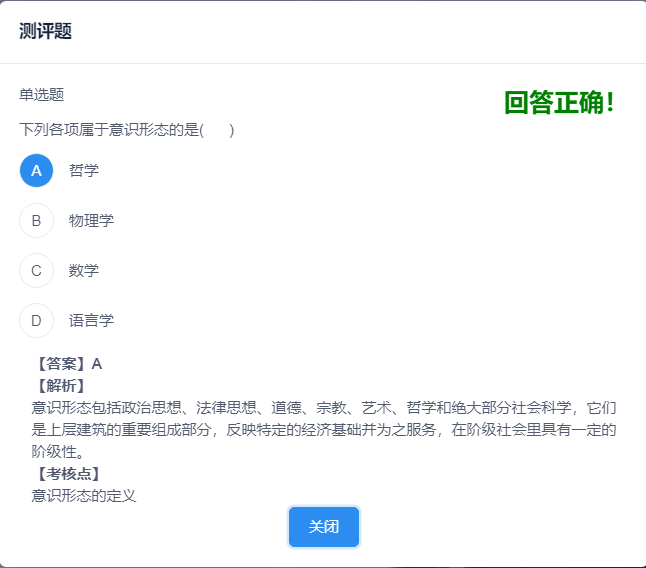 测评题
单选题
回答正确!
下列各项属于意识形态的是( )
A 哲学
B 物理学
C 数学
D 语言学
【答案】A
【解析】
意识形态包括政治思想、法律思想、道德、宗教、艺术、哲学和绝大部分社会科学，它们
是上层建筑的重要组成部分，反映特定的经济基础并为之服务，在阶级社会里具有一定的
阶级性。
【考核点】
意识形态的定义
关闭